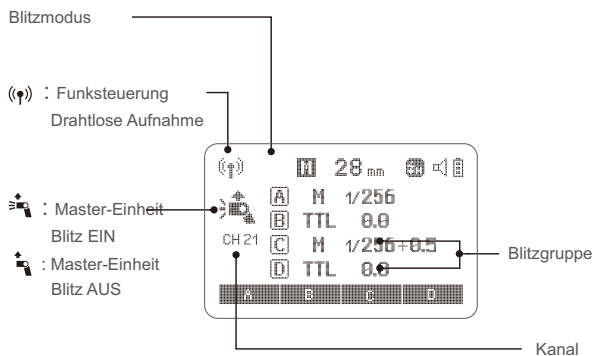 Blitzmodus
: Funksteuerung
Drahtlose Aufnahme
M 28 mm
A M 1/256
: Master-Einheit
B TTL 0.0
Blitz EIN
CH 21 C M 1/256+0.5
Blitzgruppe
: Master-Einheit
D TTL 0.0
Blitz AUS
A B C D
Kanal